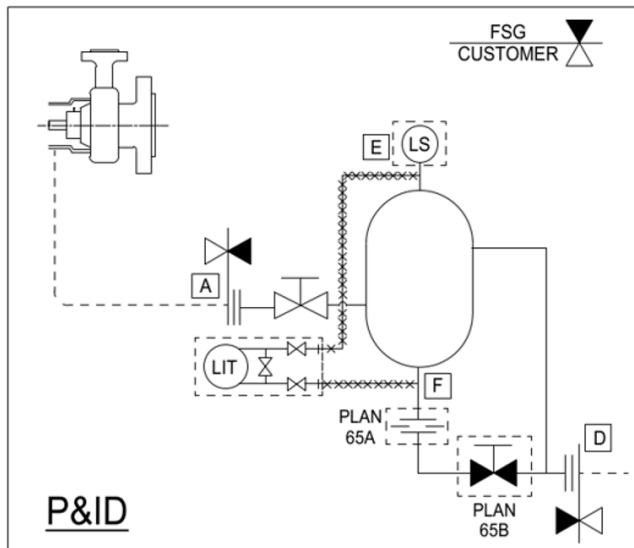 FSG
CUSTOMER
E
LS
A
LIT
F
PLAN
65A
D
PLAN
65B
P&ID